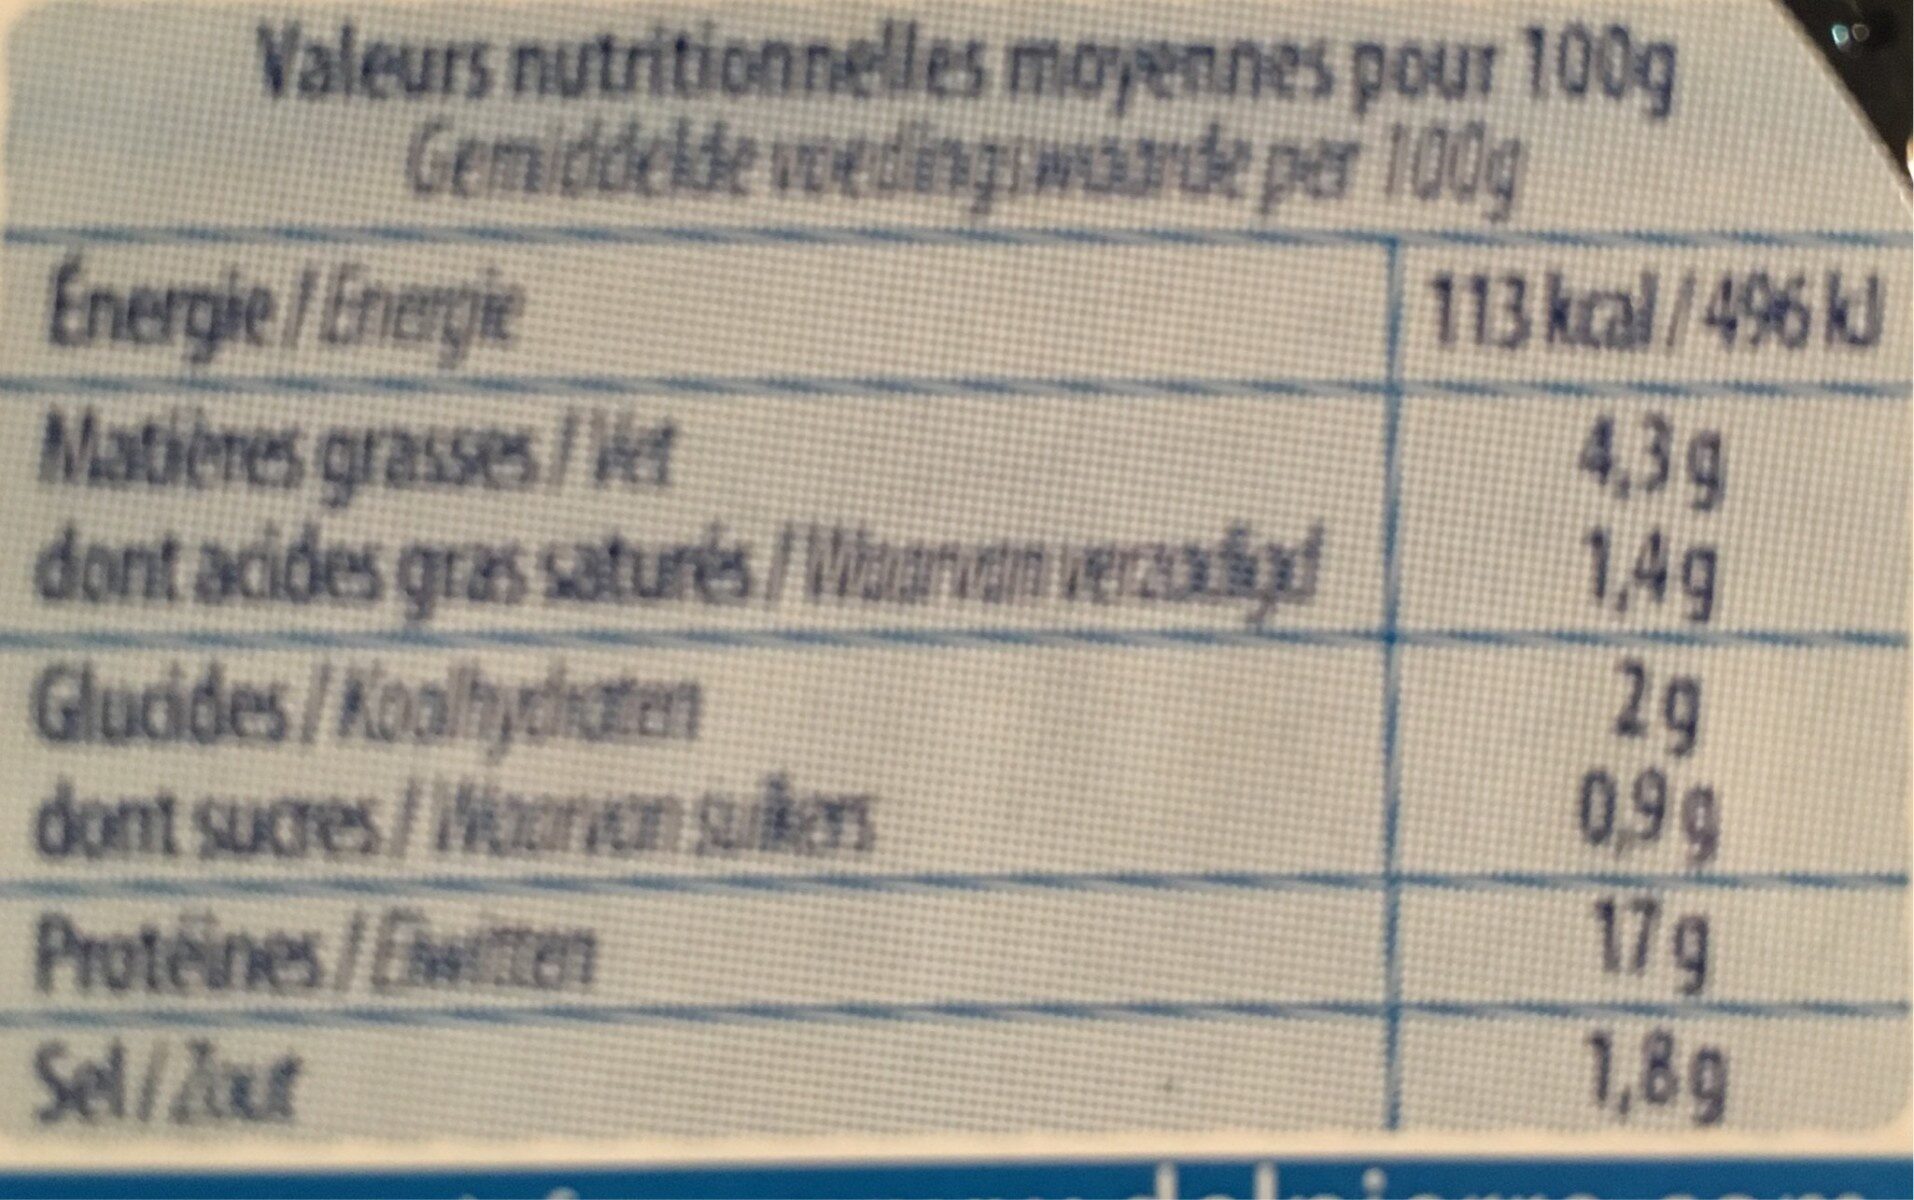 Valeurs nutritionnelles moyennes pour 100g
Gemiddelde voedingswaarde per 100g
Énergie / Energie 113 kcal / 496 kJ
Matières grasses / Vet 4,3 g
dont acides gras saturés / Waarvan verzadigd 1,4 g
Glucides / Koolhydraten 2 g
dont sucres / Waarvan suikers 0,9 g
Protéines / Eiwitten 17 g
Sel / Zout 1,8 g